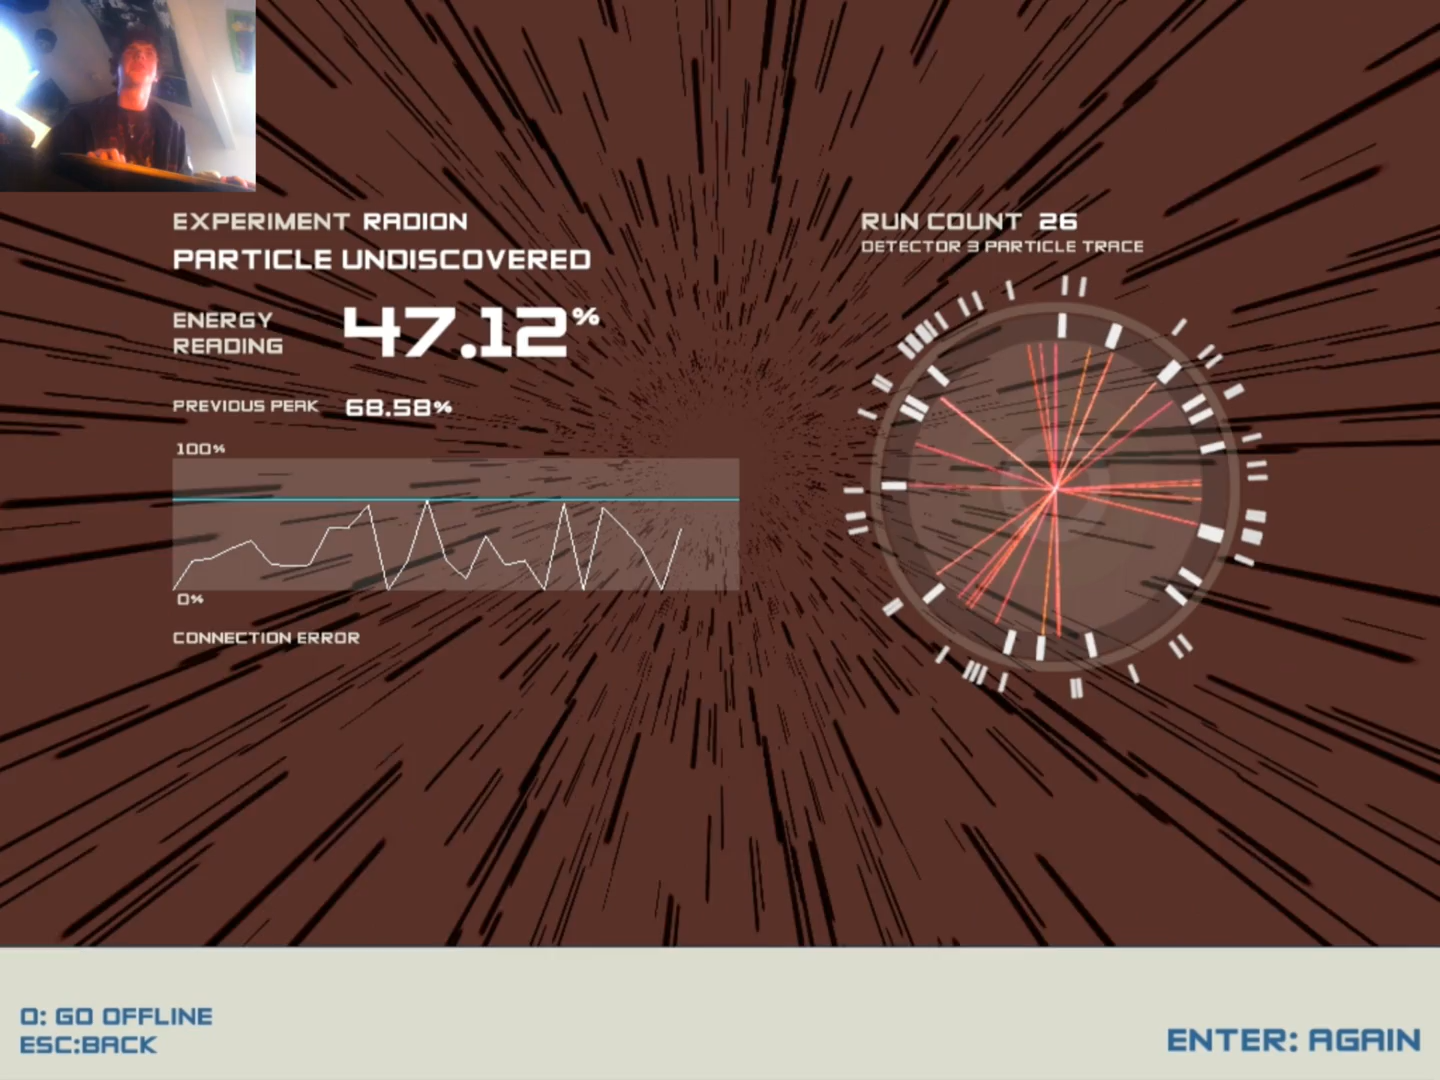 EXPERIMENT RADION
PARTICLE UNDISCOVERED
ENERGY READING 47.12%
PREVIOUS PEAK 68.58%
100%
0%
CONNECTION ERROR
RUN COUNT 26
DETECTOR 3 PARTICLE TRACE
O: GO OFFLINE
ESC:BACK
ENTER: AGAIN